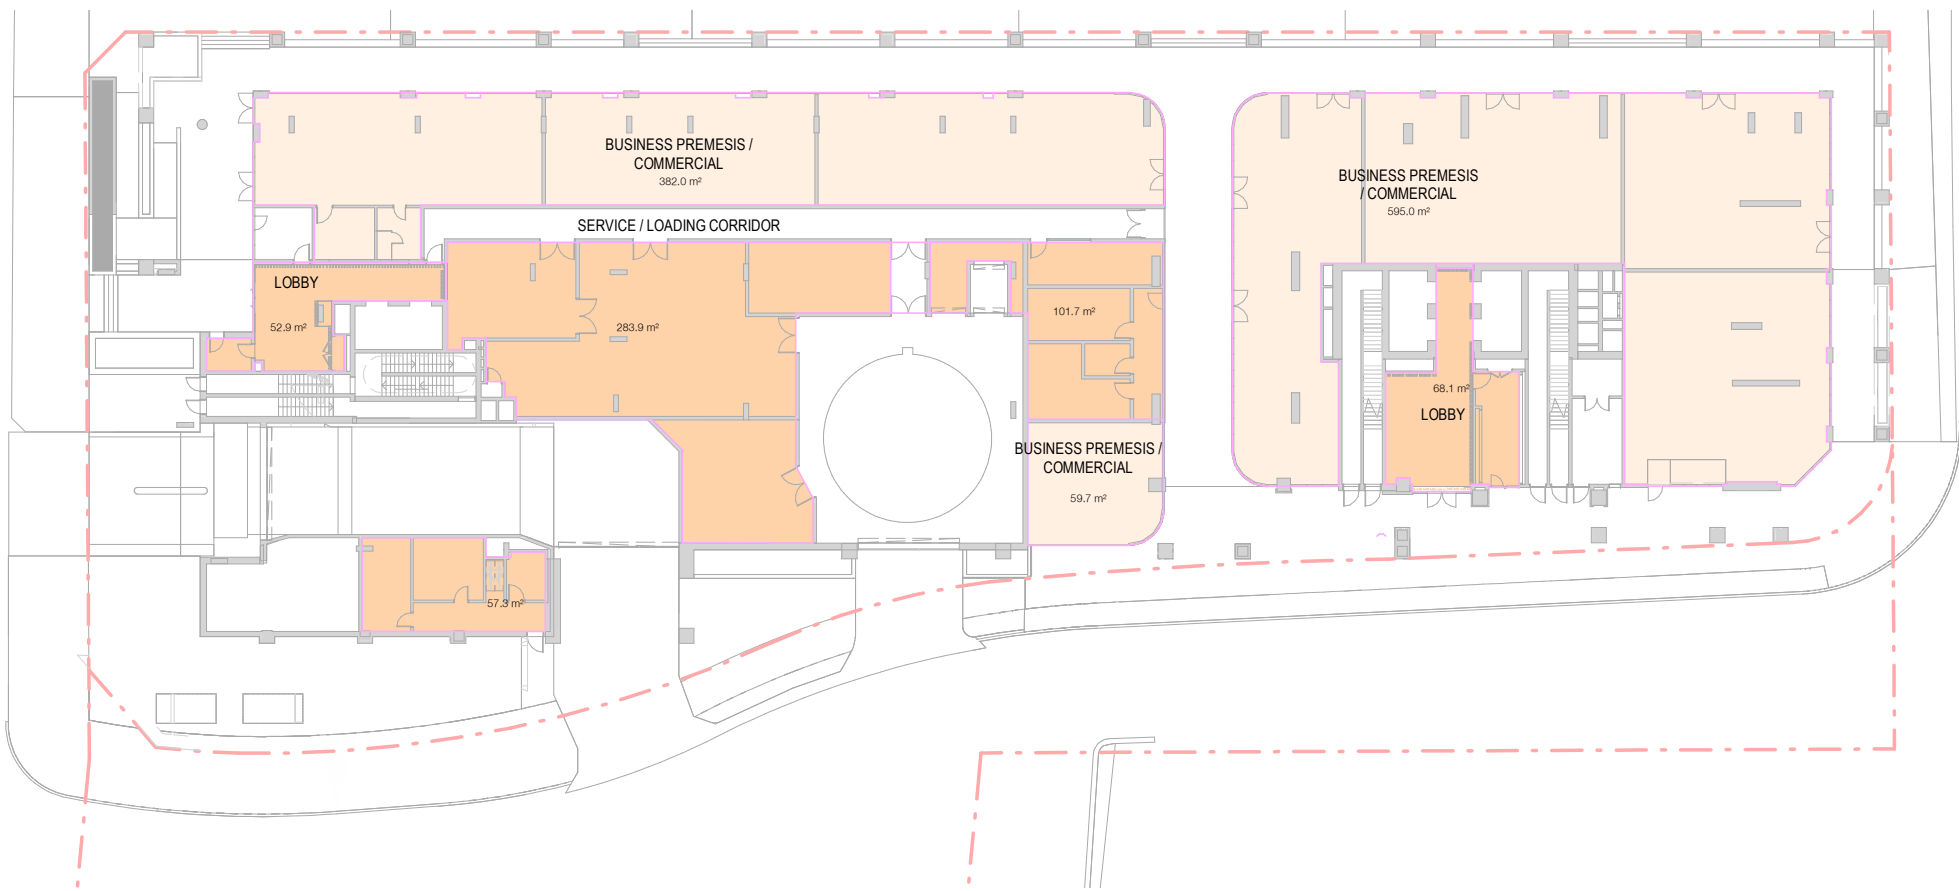 BUSINESS PREMESIS /
COMMERCIAL
382.0 m²
BUSINESS PREMESIS
/ COMMERCIAL
595.0 m²
SERVICE / LOADING CORRIDOR
LOBBY
52.9 m²
283.9 m²
101.7 m²
68.1 m²
LOBBY
BUSINESS PREMESIS /
COMMERCIAL
59.7 m²
57.3 m²